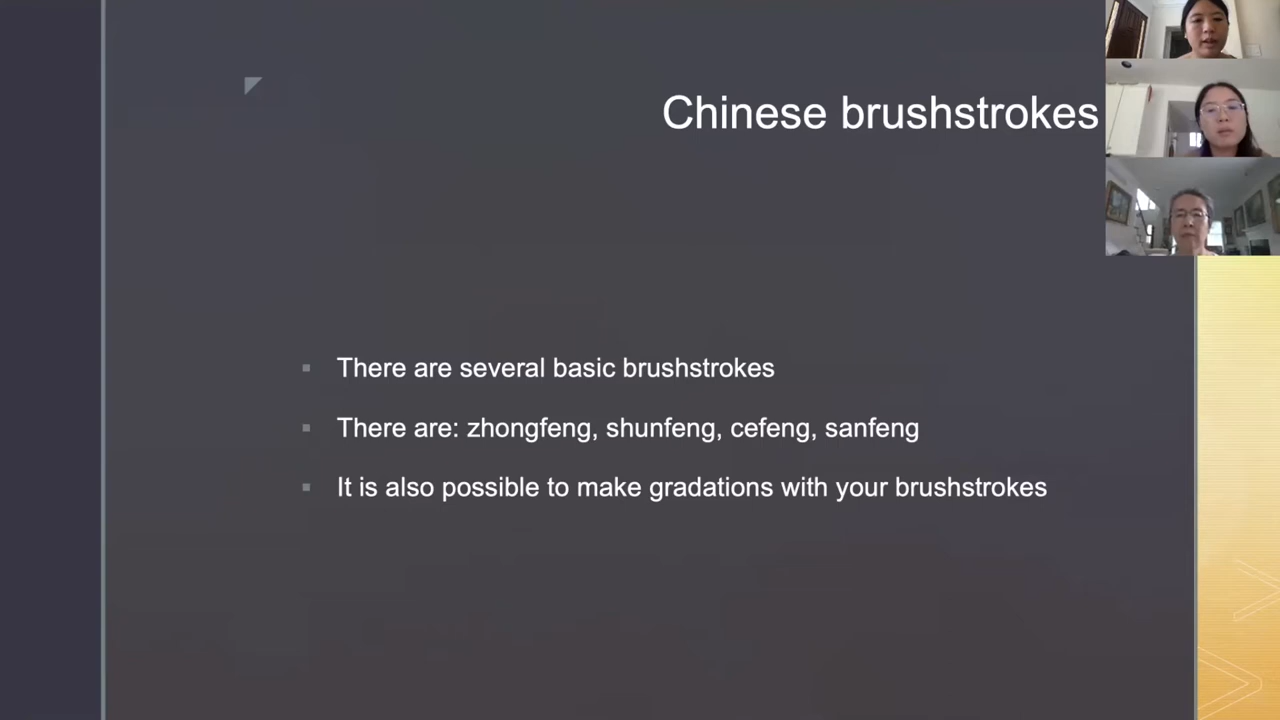 Chinese brushstrokes
There are several basic brushstrokes
There are: zhongfeng, shunfeng, cefeng, sanfeng
It is also possible to make gradations with your brushstrokes